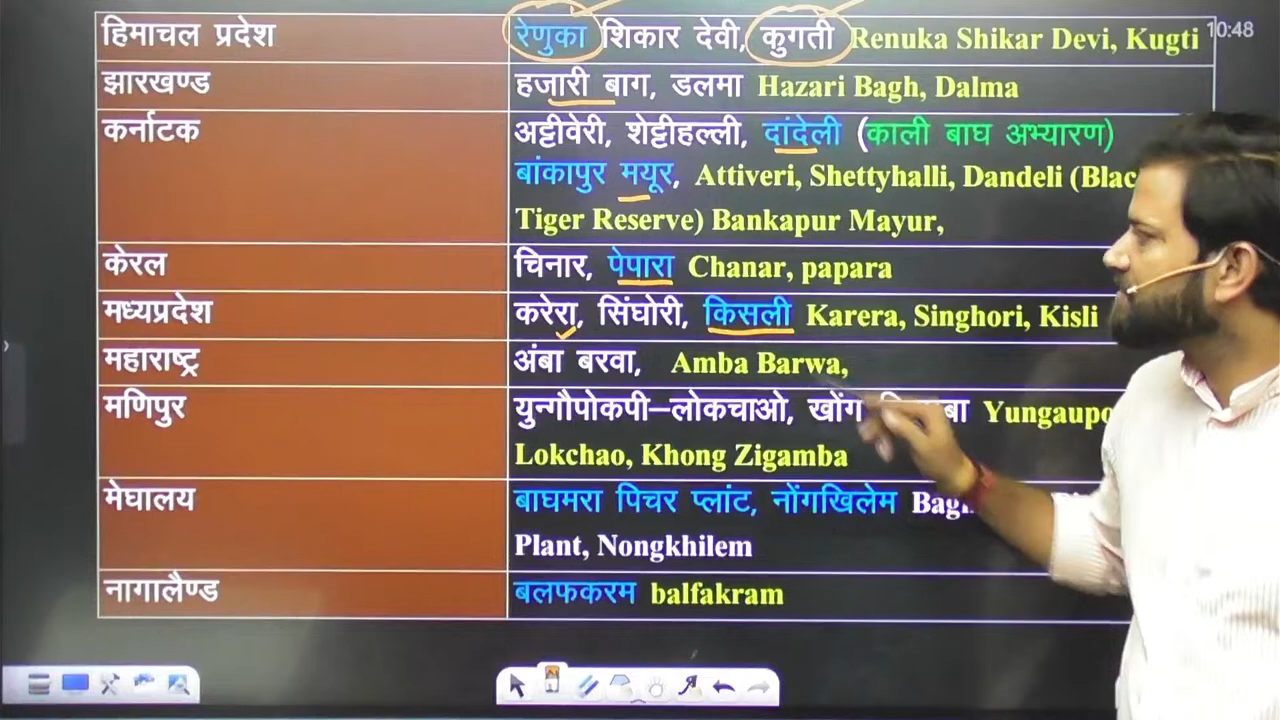 हिमाचल प्रदेश
रेणुका शिकार देवी, कुगती Renuka Shikar Devi, Kugti
10:48
झारखण्ड
हजारी बाग, डलमा Hazari Bagh, Dalma
कर्नाटक
अट्टीवेरी, शेट्टीहल्ली, दांदेली (काली बाघ अभ्यारण)
बांकापुर मयूर, Attiveri, Shettyhalli, Dandeli
Tiger Reserve) Bankapur Mayur,
केरल
चिनार, पेपारा Chanar, papara
मध्यप्रदेश
करेरा, सिंघोरी, किसली Karera, Singhori, Kisli
महाराष्ट्र
अंबा बरवा, Amba Barwa,
मणिपुर
युन्गौपोकपी–लोकचाओ, खोंग
Lokchao, Khong Zigamba
मेघालय
बाघमरा पिचर प्लांट, नोंगखिलेम
Plant, Nongkhilem
नागालैण्ड
बलफकरम balfakram